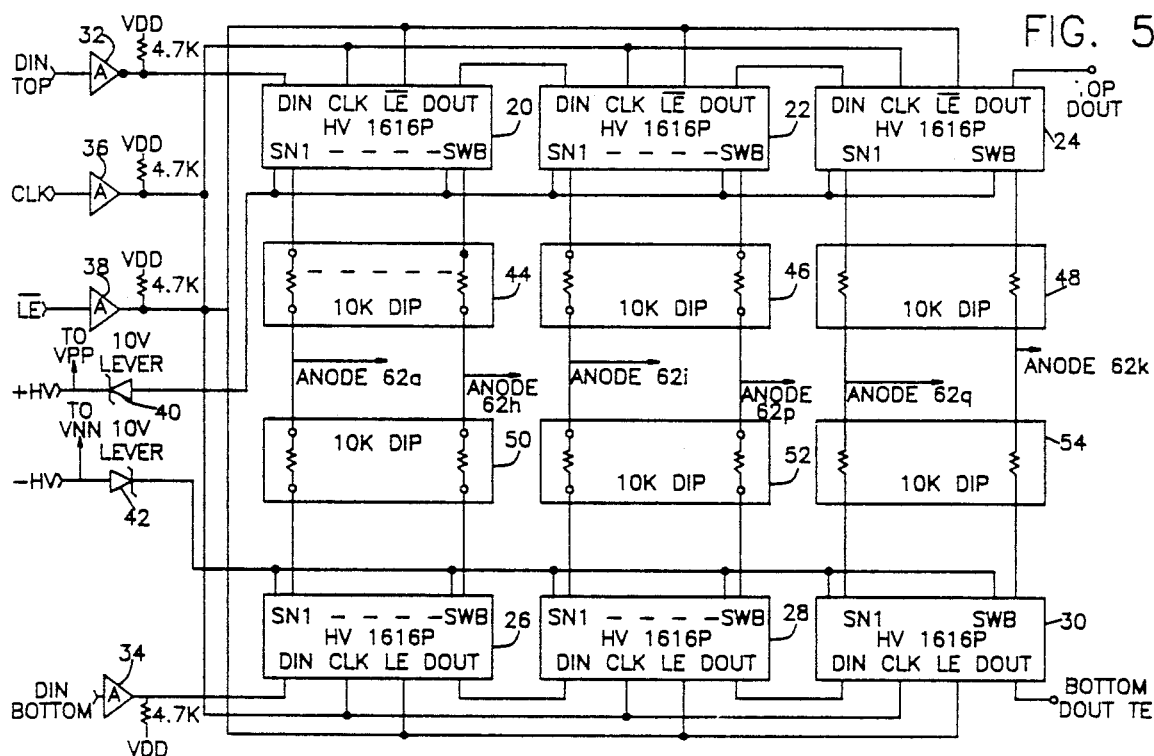 FIG. 5
DIN TOP
32
VDD
4.7K
A
DIN CLK L̅E̅ DOUT
HV 1616P
SN1 - - - - SWB
20
DIN CLK L̅E̅ DOUT
HV 1616P
SN1 - - - - SWB
22
DIN CLK L̅E̅ DOUT
HV 1616P
SN1 SWB
24
TOP
DOUT
CLK
36
VDD
4.7K
A
L̅E̅
38
VDD
4.7K
A
10K DIP
44
10K DIP
46
10K DIP
48
+HV
TO
VPP
10V
LEVER
40
-HV
TO
VNN
10V
LEVER
42
ANODE 62a
ANODE
62h
ANODE 62i
ANODE
62p
ANODE 62q
ANODE 62k
10K DIP
50
10K DIP
52
10K DIP
54
SN1 - - - - SWB
HV 1616P
DIN CLK LE DOUT
26
SN1 - - - - SWB
HV 1616P
DIN CLK LE DOUT
28
SN1 SWB
HV 1616P
DIN CLK LE DOUT
30
DIN
BOTTOM
34
A
4.7K
VDD
BOTTOM
DOUT TE